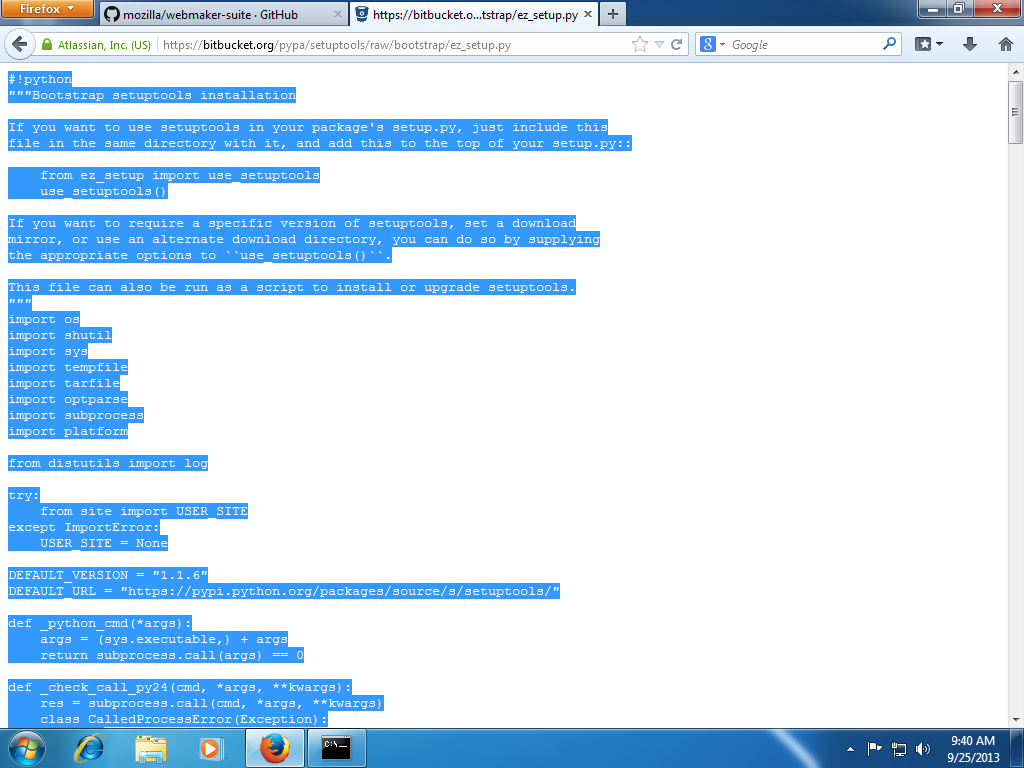 Firefox
mozilla/webmaker-suite · GitHub
https://bitbucket.o...tstrap/ez_setup.py
Atlassian, Inc. (US)
https://bitbucket.org/pypa/setuptools/raw/bootstrap/ez_setup.py
Google
#!python
"""Bootstrap setuptools installation
If you want to use setuptools in your package's setup.py, just include this
file in the same directory with it, and add this to the top of your setup.py::
    from ez_setup import use_setuptools
    use_setuptools()
If you want to require a specific version of setuptools, set a download
mirror, or use an alternate download directory, you can do so by supplying
the appropriate options to ``use_setuptools()``.
This file can also be run as a script to install or upgrade setuptools.
"""
import os
import shutil
import sys
import tempfile
import tarfile
import optparse
import subprocess
import platform
from distutils import log
try:
    from site import USER_SITE
except ImportError:
    USER_SITE = None
DEFAULT_VERSION = "1.1.6"
DEFAULT_URL = "https://pypi.python.org/packages/source/s/setuptools/"
def _python_cmd(*args):
    args = (sys.executable,) + args
    return subprocess.call(args) == 0
def _check_call_py24(cmd, *args, **kwargs):
    res = subprocess.call(cmd, *args, **kwargs)
    class CalledProcessError(Exception):
C:\.
9:40 AM
9/25/2013